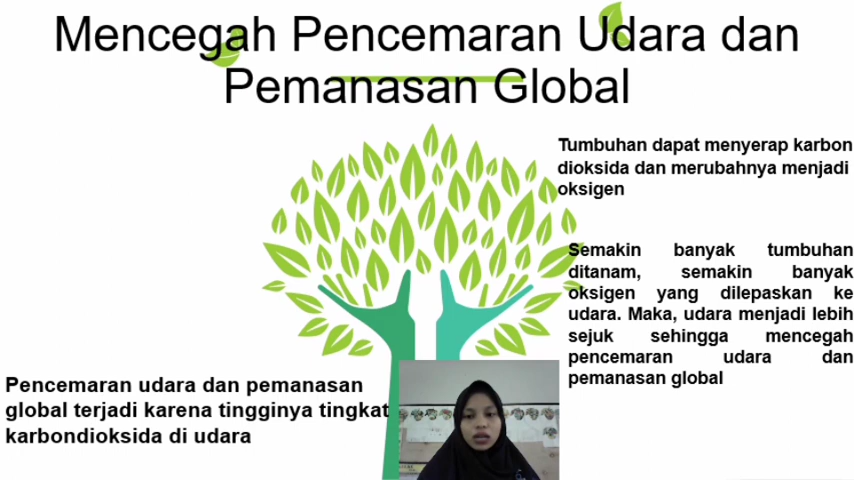 Mencegah Pencemaran Udara dan
Pemanasan Global
Tumbuhan dapat menyerap karbon
dioksida dan merubahnya menjadi
oksigen
Semakin banyak tumbuhan
ditanam, semakin banyak
oksigen yang dilepaskan ke
udara. Maka, udara menjadi lebih
sejuk sehingga mencegah
pencemaran udara dan
pemanasan global
Pencemaran udara dan pemanasan
global terjadi karena tingginya tingkat
karbondioksida di udara